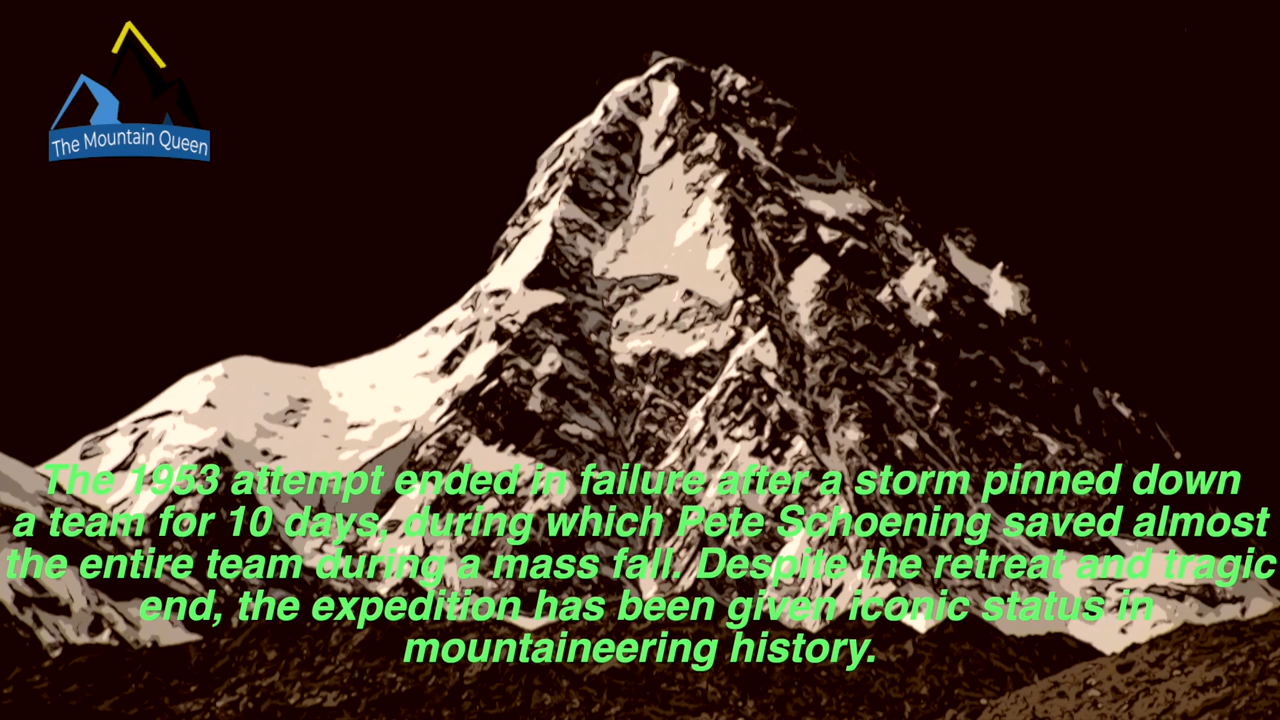 The Mountain Queen
The 1953 attempt ended in failure after a storm pinned down
a team for 10 days, during which Pete Schoening saved almost
the entire team during a mass fall. Despite the retreat and tragic
end, the expedition has been given iconic status in
mountaineering history.